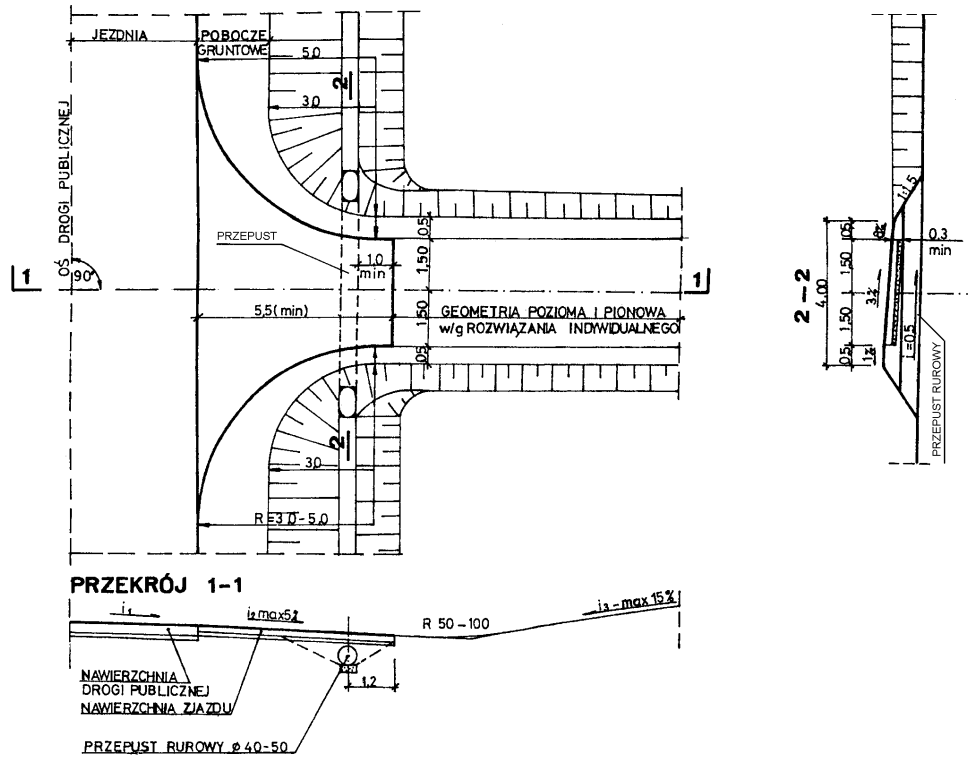 JEZDNIA
POBOCZE
GRUNTOWE
5,0
2
3,0
OŚ DROGI PUBLICZNEJ
PRZEPUST
1,0
min
0,5
1,50
1
90°
1
5,5(min)
GEOMETRIA POZIOMA I PIONOWA
w/g ROZWIĄZANIA INDYWIDUALNEGO
1,50
0,5
2
3,0
R=3,0-5,0
2-2
4.00
0,5
1,50
1,50
0,5
8%
3%
1%
1:1,5
0,3
min
i=0,5
PRZEPUST RUROWY
PRZEKRÓJ 1-1
i1
i2 max5%
R 50-100
i3-max 15%
1,2
NAWIERZCHNIA
DROGI PUBLICZNEJ
NAWIERZCHNIA ZJAZDU
PRZEPUST RUROWY ø 40-50